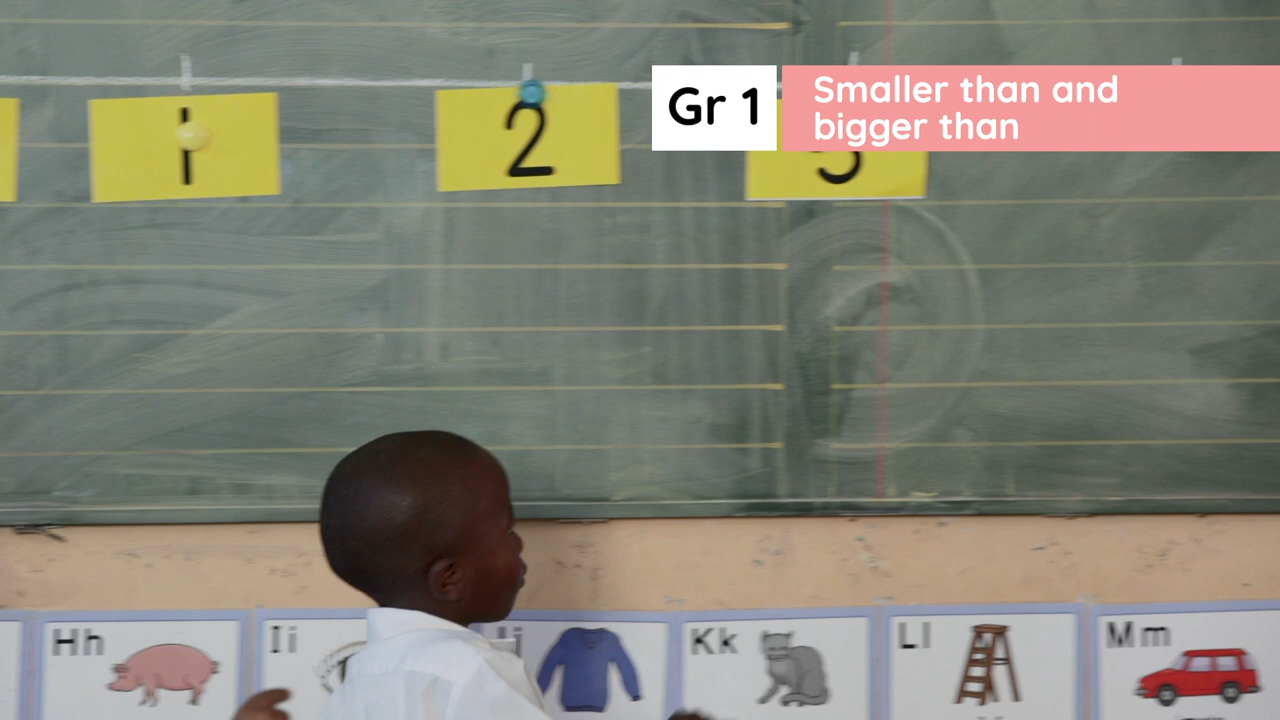 Gr 1
Smaller than and
bigger than
1
2
Hh
Ii
Kk
Ll
Mm